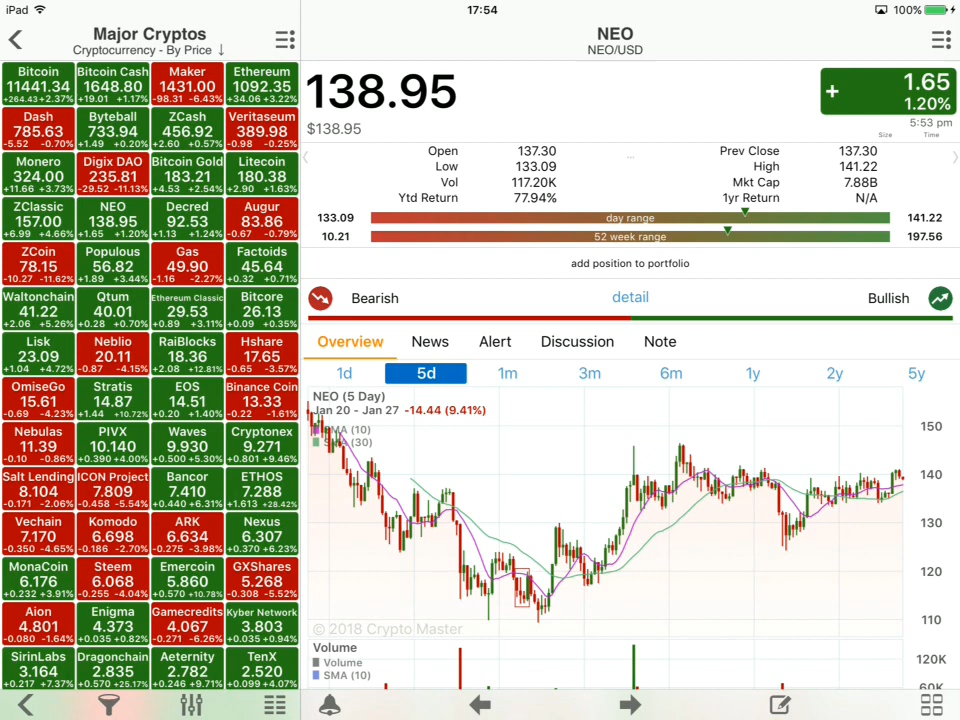 iPad 17:54 100%
Major Cryptos
Cryptocurrency - By Price ↓
NEO
NEO/USD
Bitcoin Bitcoin Cash Maker Ethereum
11441.34 1648.80 1431.00 1092.35
+264.43 +2.37% +19.01 +1.17% -98.31 -6.43% +34.06 +3.22%
Dash Byteball ZCash Veritaseum
785.63 733.94 456.92 389.98
-5.52 -0.70% +1.49 +0.20% +2.60 +0.57% -0.98 -0.25%
Monero Digix DAO Bitcoin Gold Litecoin
324.00 235.81 183.21 180.38
+11.66 +3.73% -29.52 -11.13% +4.53 +2.54% +2.90 +1.63%
ZClassic NEO Decred Augur
157.00 138.95 92.53 83.86
+6.99 +4.66% +1.65 +1.20% +1.13 +1.24% -0.67 -0.79%
ZCoin Populous Gas Factoids
78.15 56.82 49.90 45.64
-10.27 -11.62% +1.89 +3.44% -1.16 -2.27% +0.32 +0.71%
Waltonchain Qtum Ethereum Classic Bitcore
41.22 40.01 29.53 26.13
+2.06 +5.26% +0.28 +0.70% +0.89 +3.11% +0.09 +0.35%
Lisk Neblio RaiBlocks Hshare
23.09 20.11 18.36 17.65
+1.04 +4.72% -0.87 -4.15% +2.08 +12.81% -0.65 -3.57%
OmiseGo Stratis EOS Binance Coin
15.61 14.87 14.51 13.33
-0.69 -4.23% +1.44 +10.72% +0.20 +1.40% -0.22 -1.61%
Nebulas PIVX Waves Cryptonex
11.39 10.140 9.930 9.271
-0.10 -0.86% +0.390 +4.00% +0.500 +5.30% +0.801 +9.46%
Salt Lending ICON Project Bancor ETHOS
8.104 7.809 7.410 7.288
-0.171 -2.06% -0.458 -5.54% +0.440 +6.31% +1.613 +28.42%
Vechain Komodo ARK Nexus
7.170 6.698 6.634 6.307
-0.350 -4.65% -0.186 -2.70% -0.275 -3.98% +0.370 +6.23%
MonaCoin Steem Emercoin GXShares
6.176 6.068 5.860 5.268
+0.232 +3.91% -0.255 -4.04% +0.570 +10.78% -0.308 -5.52%
Aion Enigma Gamecredits Kyber Network
4.801 4.373 4.067 3.803
-0.080 -1.64% +0.035 +0.82% -0.271 -6.26% +0.035 +0.94%
SirinLabs Dragonchain Aeternity TenX
3.164 2.835 2.782 2.520
+0.217 +7.37% +0.570 +25.17% +0.246 +9.71% +0.099 +4.07%
138.95
$138.95
+ 1.65
1.20%
5:53 pm
Size Time
Open 137.30 Prev Close 137.30
Low 133.09 High 141.22
Vol 117.20K Mkt Cap 7.88B
Ytd Return 77.94% 1yr Return N/A
133.09 day range 141.22
10.21 52 week range 197.56
add position to portfolio
Bearish detail Bullish
Overview News Alert Discussion Note
1d 5d 1m 3m 6m 1y 2y 5y
NEO (5 Day)
Jan 20 - Jan 27 -14.44 (9.41%)
SMA (10)
SMA (30)
150
140
130
120
110
© 2018 Crypto Master
Volume
Volume
SMA (10)
120K
60K